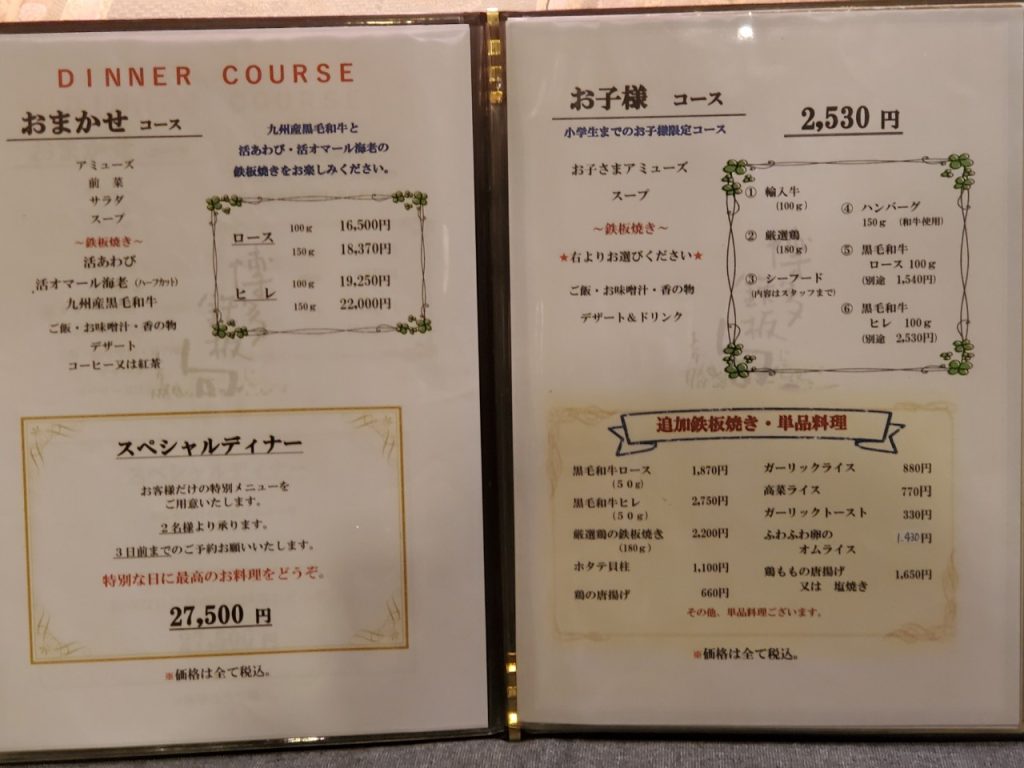 DINNER COURSE
おまかせ コース
アミューズ
前 菜
サラダ
スープ
～鉄板焼き～
活あわび
活オマール海老(ハーフカット)
九州産黒毛和牛
ご飯・お味噌汁・香の物
デザート
コーヒー又は紅茶
九州産黒毛和牛と
活あわび・活オマール海老の
鉄板焼きをお楽しみください。
ロース 100g 16,500円
150g 18,370円
ヒレ 100g 19,250円
150g 22,000円
スペシャルディナー
お客様だけの特別メニューを
ご用意いたします。
2名様より承ります。
3日前までのご予約お願いいたします。
特別な日に最高のお料理をどうぞ。
27,500 円
※価格は全て税込。
お子様 コース
2,530 円
小学生までのお子様限定コース
お子さまアミューズ
スープ
～鉄板焼き～
★右よりお選びください★
ご飯・お味噌汁・香の物
デザート＆ドリンク
① 輸入牛
(100g)
② 厳選鶏
(180g)
③ シーフード
(内容はスタッフまで)
④ ハンバーグ
150g (和牛使用)
⑤ 黒毛和牛
ロース 100g
(別途 1,540円)
⑥ 黒毛和牛
ヒレ 100g
(別途 2,530円)
追加鉄板焼き・単品料理
黒毛和牛ロース 1,870円
(50g)
黒毛和牛ヒレ 2,750円
(50g)
厳選鶏の鉄板焼き 2,200円
(180g)
ホタテ貝柱 1,100円
鶏の唐揚げ 660円
ガーリックライス 880円
高菜ライス 770円
ガーリックトースト 330円
ふわふわ卵の 1,430円
オムライス
鶏ももの唐揚げ 1,650円
又は 塩焼き
その他、単品料理ございます。
※価格は全て税込。